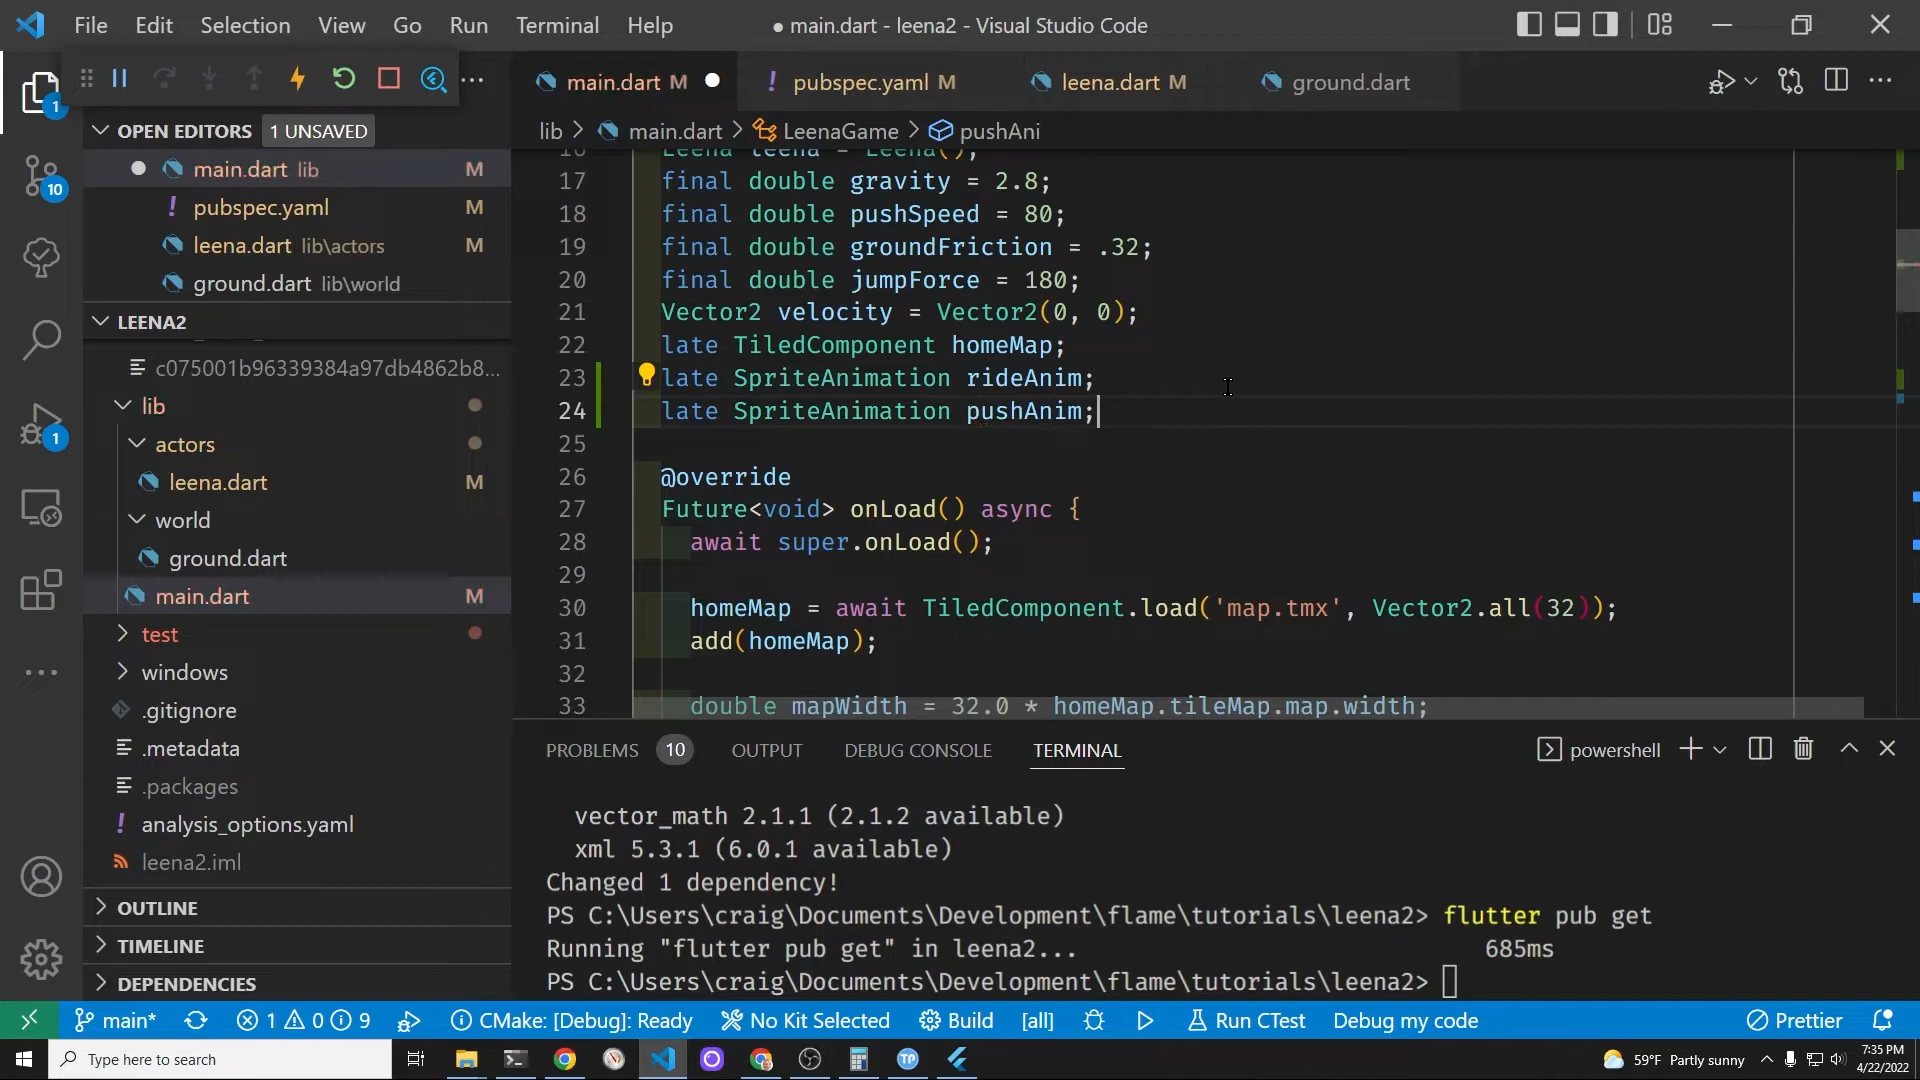 File Edit Selection View Go Run Terminal Help
● main.dart - leena2 - Visual Studio Code
main.dart M
pubspec.yaml M
leena.dart M
ground.dart
OPEN EDITORS 1 UNSAVED
main.dart lib M
pubspec.yaml M
leena.dart lib\actors M
ground.dart lib\world
LEENA2
c075001b96339384a97db4862b8...
lib
actors
leena.dart M
world
ground.dart
main.dart M
test
windows
.gitignore
.metadata
.packages
analysis_options.yaml
leena2.iml
OUTLINE
TIMELINE
DEPENDENCIES
1
10
1
lib > main.dart > LeenaGame > pushAni
16 Leena leena = Leena();
17 final double gravity = 2.8;
18 final double pushSpeed = 80;
19 final double groundFriction = .32;
20 final double jumpForce = 180;
21 Vector2 velocity = Vector2(0, 0);
22 late TiledComponent homeMap;
23 late SpriteAnimation rideAnim;
24 late SpriteAnimation pushAnim;
25
26 @override
27 Future<void> onLoad() async {
28 await super.onLoad();
29
30 homeMap = await TiledComponent.load('map.tmx', Vector2.all(32));
31 add(homeMap);
32
33 double mapWidth = 32.0 * homeMap.tileMap.map.width;
PROBLEMS 10 OUTPUT DEBUG CONSOLE TERMINAL powershell
vector_math 2.1.1 (2.1.2 available)
xml 5.3.1 (6.0.1 available)
Changed 1 dependency!
PS C:\Users\craig\Documents\Development\flame\tutorials\leena2> flutter pub get
Running "flutter pub get" in leena2... 685ms
PS C:\Users\craig\Documents\Development\flame\tutorials\leena2>
main* 1 0 9 CMake: [Debug]: Ready No Kit Selected Build [all] Run CTest Debug my code Prettier
Type here to search
59°F Partly sunny
7:35 PM
4/22/2022